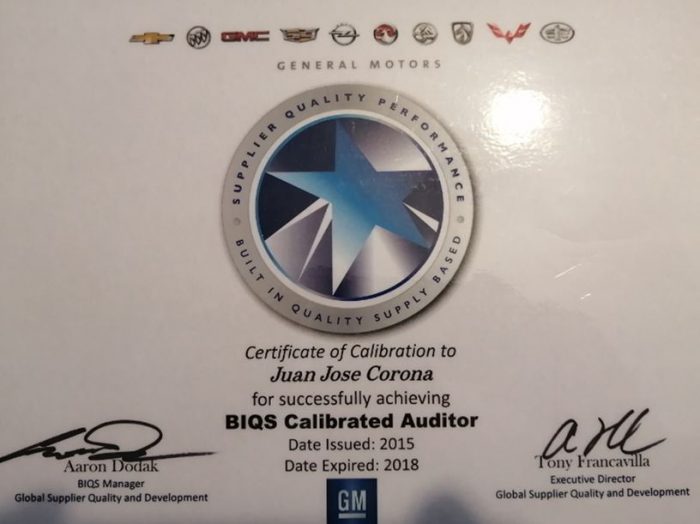 GMC
GENERAL MOTORS
SUPPLIER QUALITY PERFORMANCE
BUILT IN QUALITY SUPPLY BASED
Certificate of Calibration to
Juan Jose Corona
for successfully achieving
BIQS Calibrated Auditor
Date Issued: 2015
Date Expired: 2018
Aaron Dodak
BIQS Manager
Global Supplier Quality and Development
Tony Francavilla
Executive Director
Global Supplier Quality and Development
GM